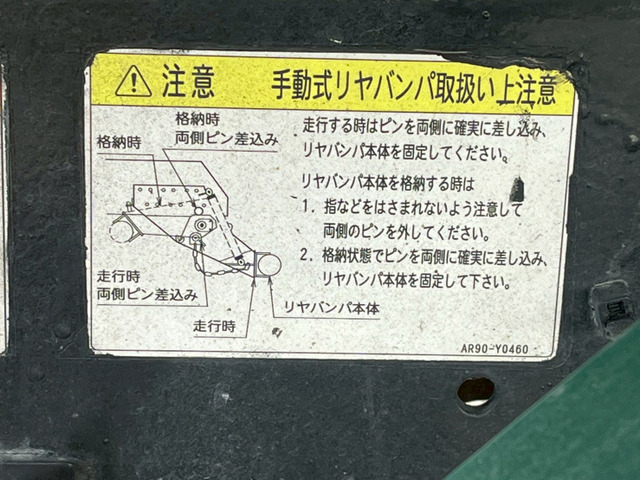 注意 手動式リヤバンパ取扱い上注意
格納時
両側ピン差込み
格納時
走行時
両側ピン差込み
走行時
リヤバンパ本体
走行する時はピンを両側に確実に差し込み、
リヤバンパ本体を固定してください。
リヤバンパ本体を格納する時は
1. 指などをはさまれないよう注意して
両側のピンを外してください。
2. 格納状態でピンを両側に確実に差し込み、
リヤバンパ本体を固定して下さい。
AR90-Y0460